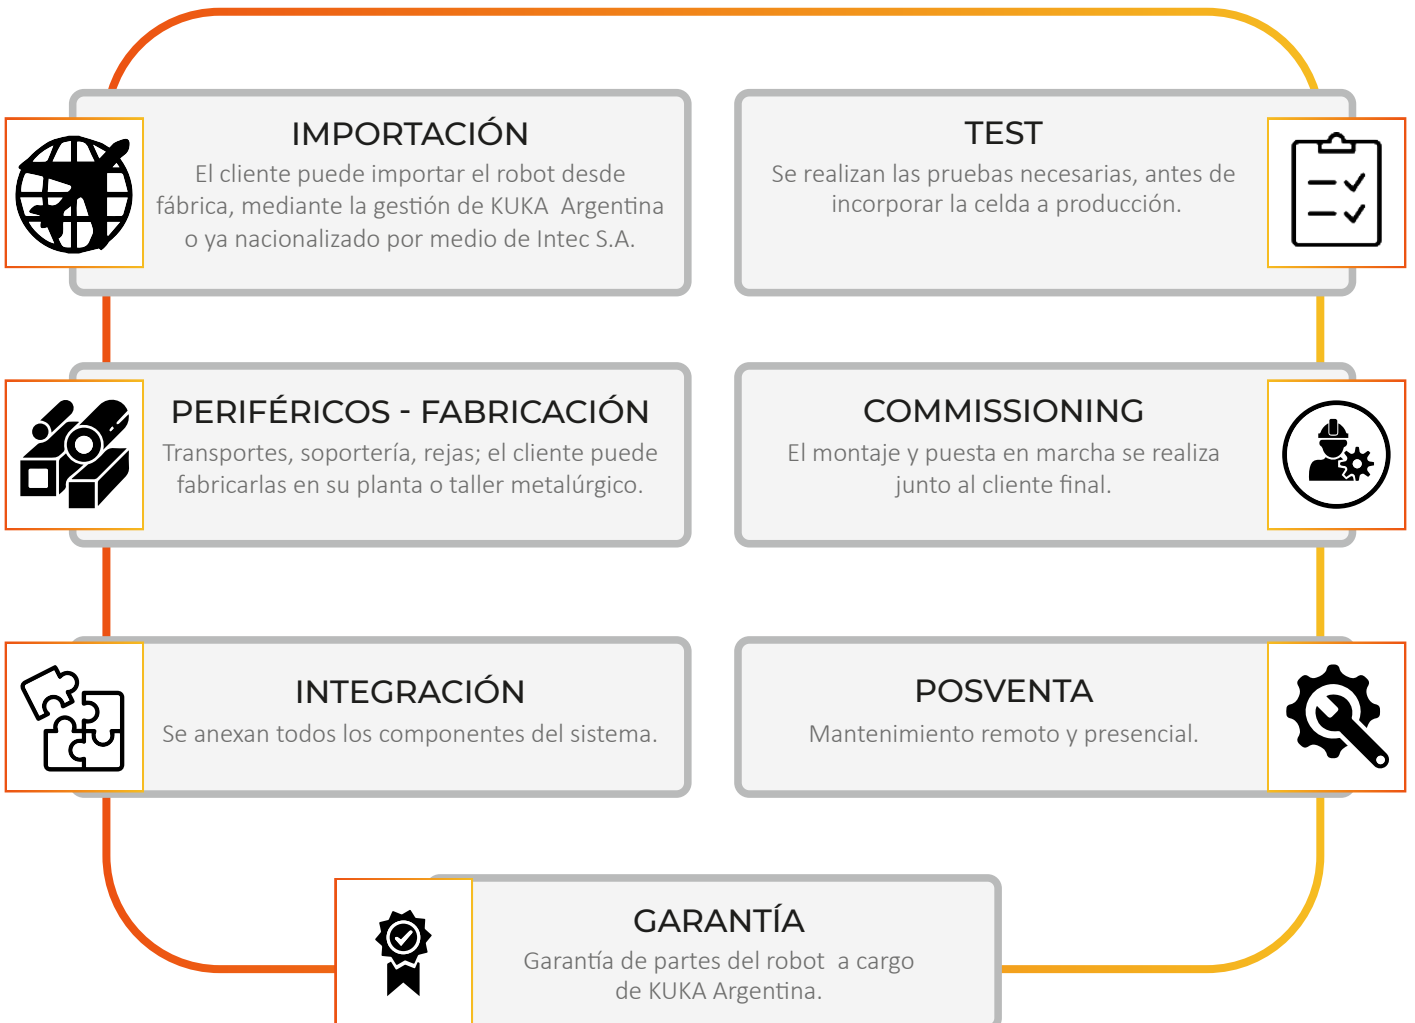 IMPORTACIÓN
El cliente puede importar el robot desde
fábrica, mediante la gestión de KUKA Argentina
o ya nacionalizado por medio de Intec S.A.
PERIFÉRICOS - FABRICACIÓN
Transportes, soportería, rejas; el cliente puede
fabricarlas en su planta o taller metalúrgico.
INTEGRACIÓN
Se anexan todos los componentes del sistema.
TEST
Se realizan las pruebas necesarias, antes de
incorporar la celda a producción.
COMMISSIONING
El montaje y puesta en marcha se realiza
junto al cliente final.
POSVENTA
Mantenimiento remoto y presencial.
GARANTÍA
Garantía de partes del robot a cargo
de KUKA Argentina.